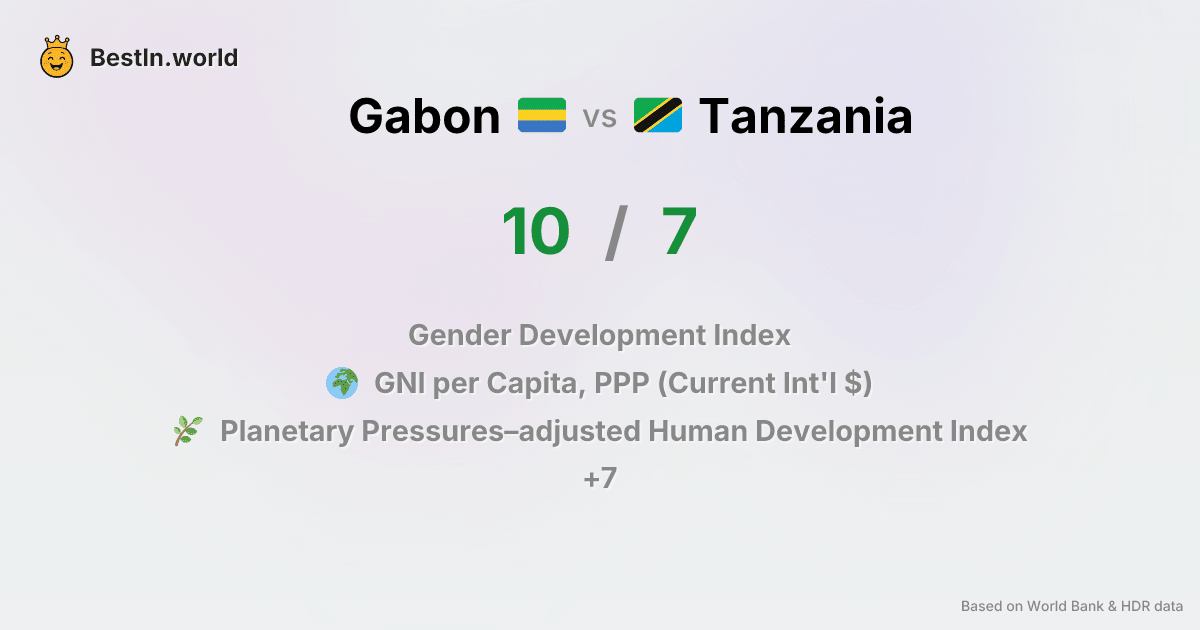 BestIn.world
Gabon vs Tanzania
10 / 7
Gender Development Index
GNI per Capita, PPP (Current Int'l $)
Planetary Pressures–adjusted Human Development Index
+7
Based on World Bank & HDR data